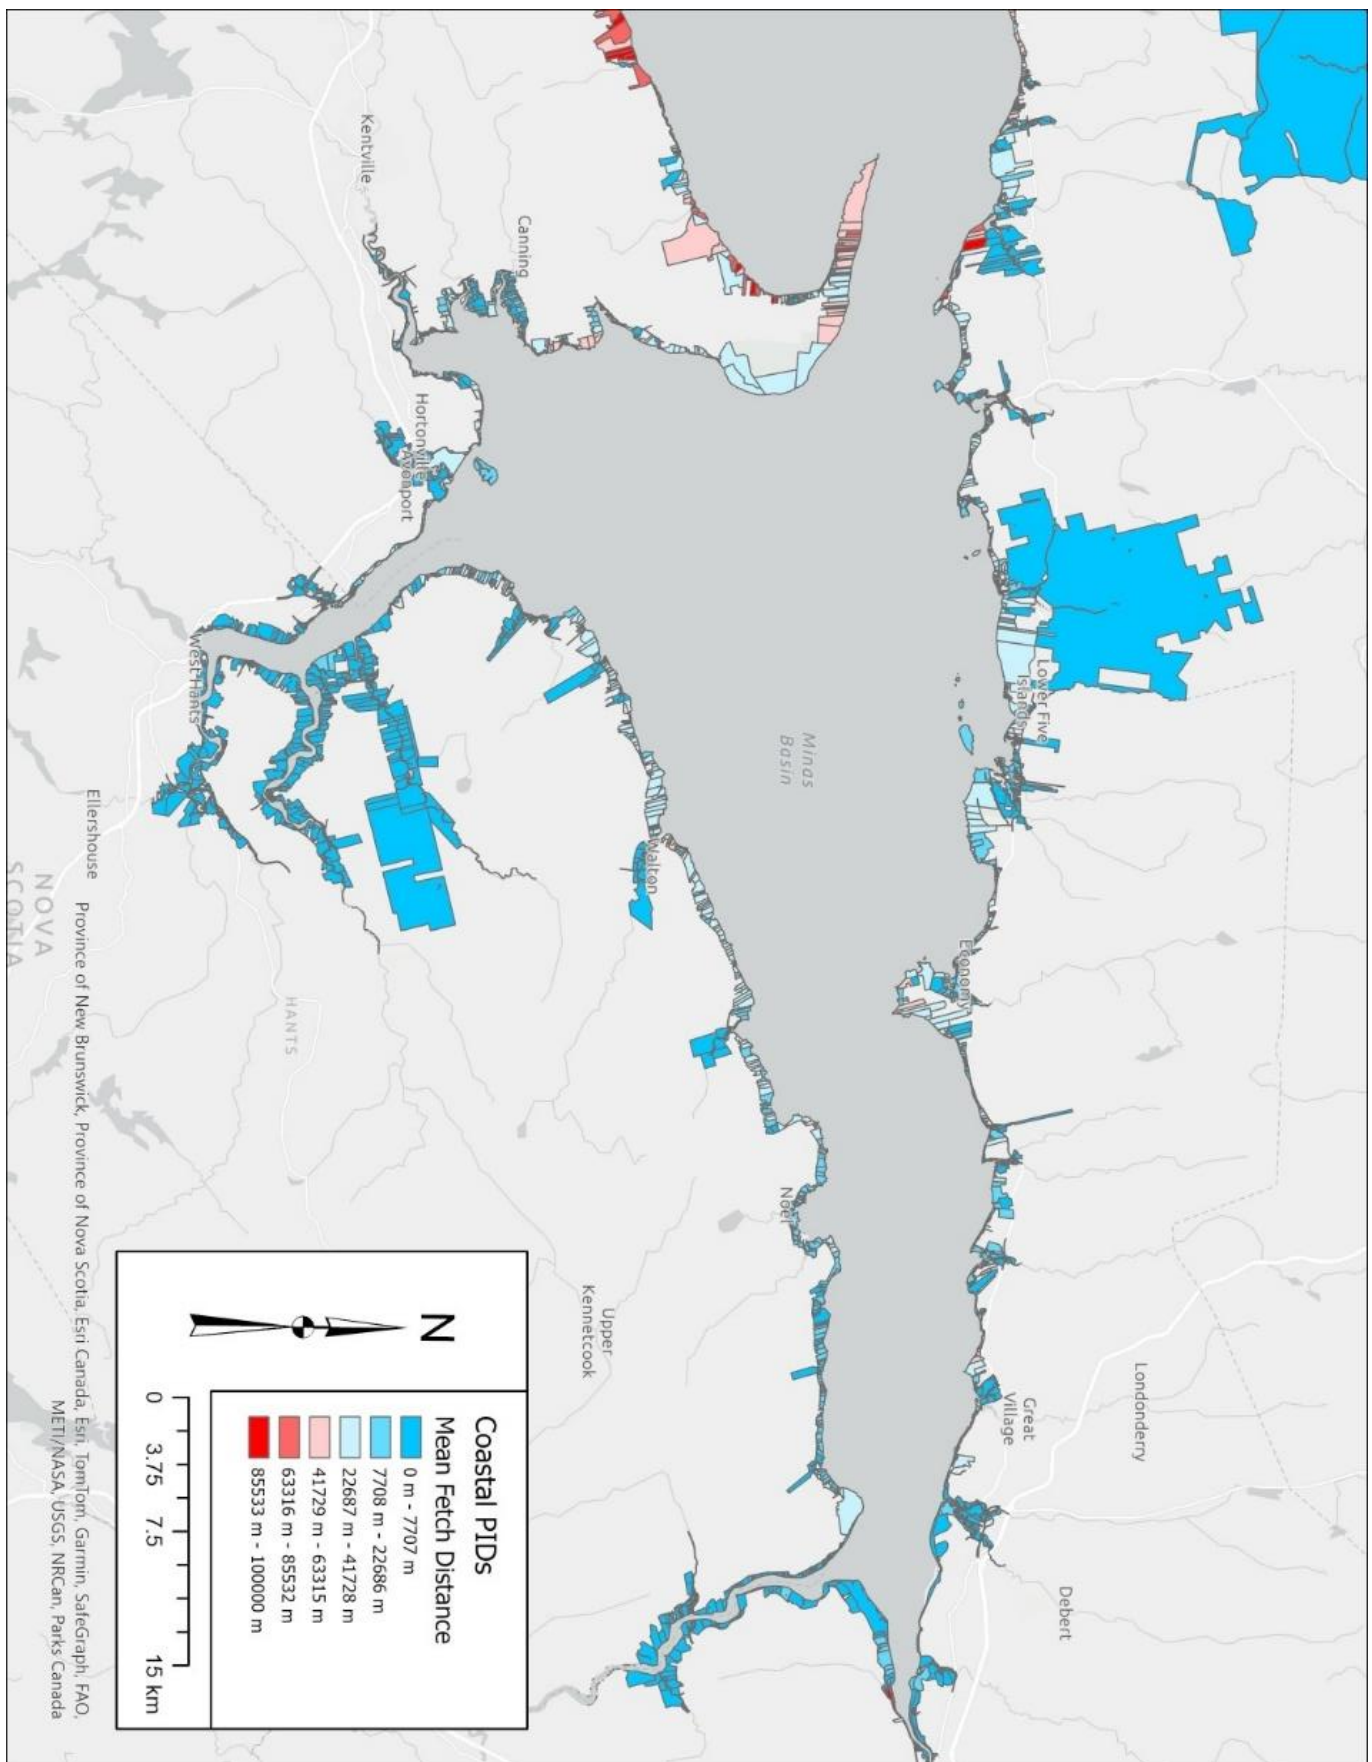 Londonderry
Debert
Great
Village
Lower Five
Islands
Economy
Minas
Basin
Noel
Walton
Canning
Upper
Kennetcook
Kentville
Hortonville
Avonport
West Hants
HANTS
Ellershouse
NOVA
SCOTIA
N
Coastal PIDs
Mean Fetch Distance
0 m - 7707 m
7708 m - 22686 m
22687 m - 41728 m
41729 m - 63315 m
63316 m - 85532 m
85533 m - 100000 m
0 3.75 7.5 15 km
Province of New Brunswick, Province of Nova Scotia, Esri Canada, Esri, TomTom, Garmin, SafeGraph, FAO,
METI/NASA, USGS, NRCan, Parks Canada